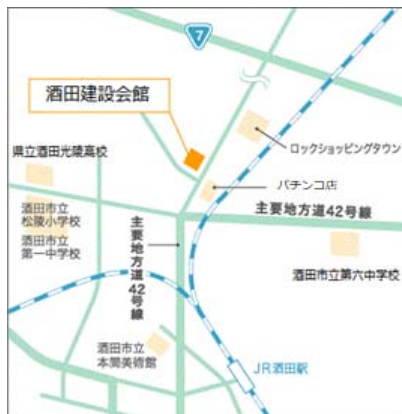 7
酒田建設会館
県立酒田光陵高校
ロックショッピングタウン
パチンコ店
酒田市立
松陵小学校
酒田市立
第一中学校
主要地方道42号線
主要地方道42号線
酒田市立第六中学校
酒田市立
本間美術館
JR酒田駅